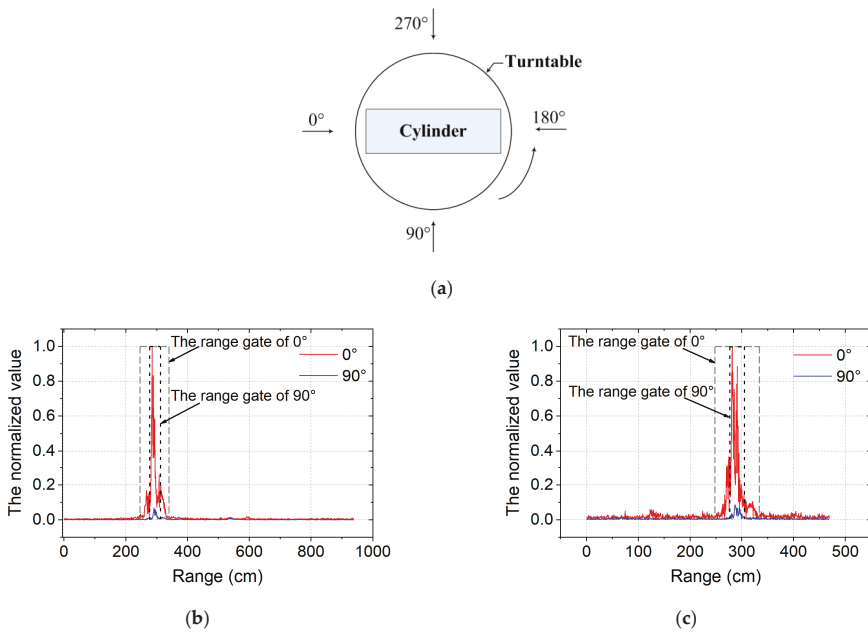 270°
Turntable
0°
Cylinder
180°
90°
(a)
The range gate of 0°
0°
90°
The range gate of 90°
The normalized value
1.0
0.8
0.6
0.4
0.2
0.0
0 200 400 600 800 1000
Range (cm)
(b)
The range gate of 0°
0°
90°
The range gate of 90°
The normalized value
1.0
0.8
0.6
0.4
0.2
0.0
0 100 200 300 400 500
Range (cm)
(c)